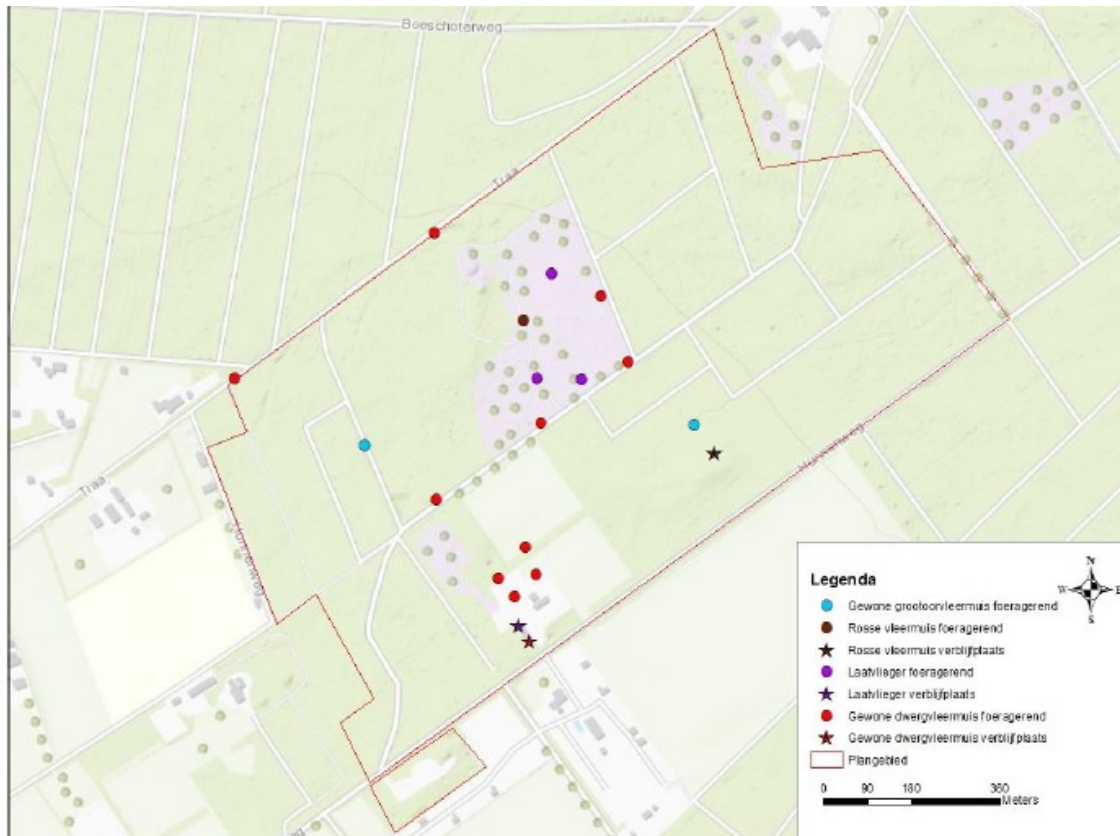 Boeschoterweg
Traa
Traa
Legenda
Gewone grootoorvleermuis foeragerend
Rosse vleermuis foeragerend
Rosse vleermuis verblijfplaats
Laatvlieger foeragerend
Laatvlieger verblijfplaats
Gewone dwergvleermuis foeragerend
Gewone dwergvleermuis verblijfplaats
Plangebied
N
W E
S
0 90 180 360
Meters